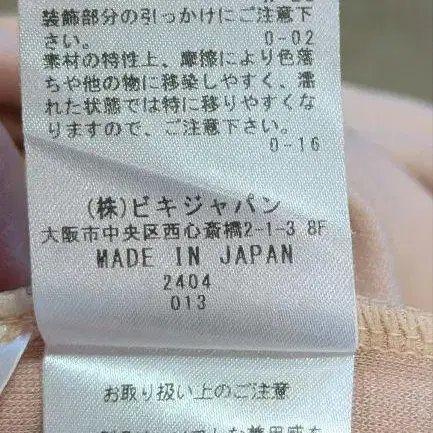 装飾部分の引っかけにご注意下
さい。 0-02
素材の特性上、摩擦により色落
ちや他の物に移染しやすく、濡
れた状態では特に移りやすくな
りますので、ご注意下さい。
0-16
(株)ビキジャパン
大阪市中央区西心斎橋2-1-3 8F
MADE IN JAPAN
2404
013
お取り扱い上のご注意